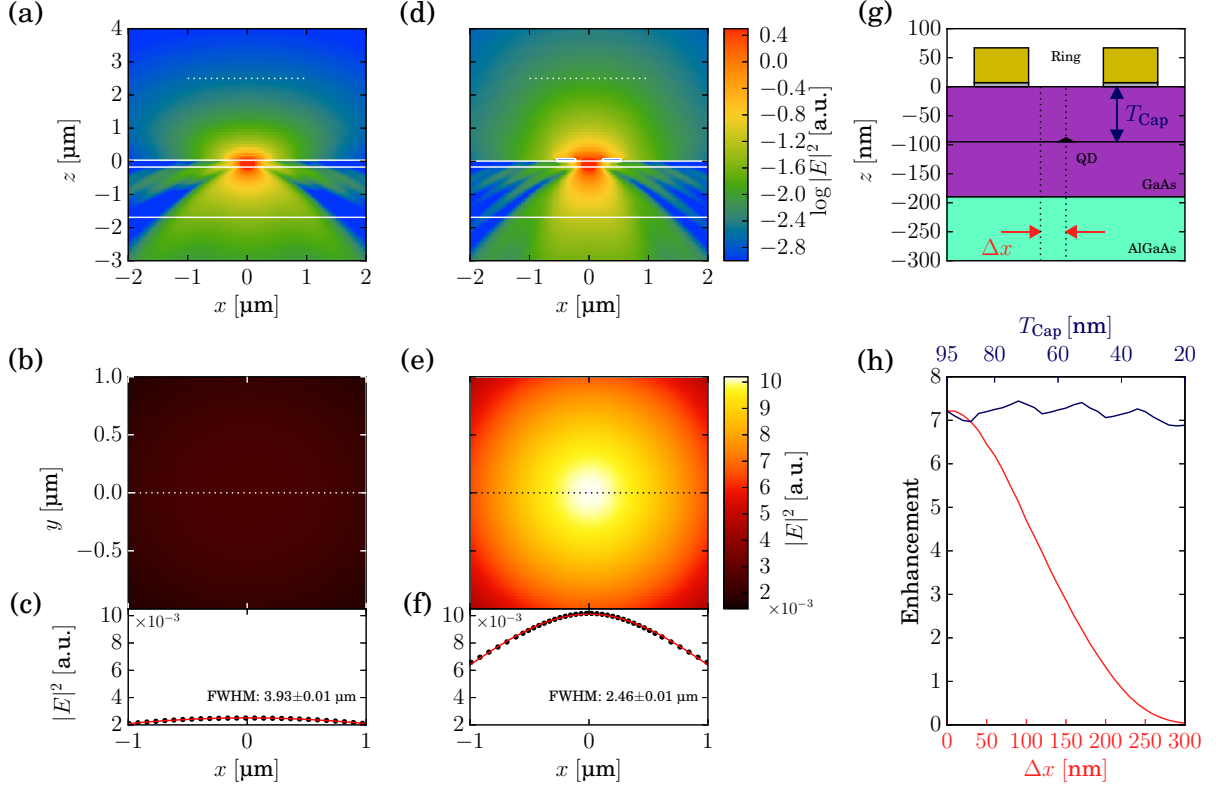 (a)
4
3
2
1
0
−1
−2
−3
z [µm]
−2 −1 0 1 2
x [µm]
(d)
−2 −1 0 1 2
x [µm]
0.4
0.0
−0.4
−0.8
−1.2
−1.6
−2.0
−2.4
−2.8
log |E|² [a.u.]
(g)
100
50
0
−50
−100
−150
−200
−250
−300
z [nm]
Ring
T_Cap
QD
GaAs
Δx
AlGaAs
(b)
1.0
0.5
0.0
−0.5
y [µm]
(e)
10
9
8
7
6
5
4
3
2
×10⁻³
|E|² [a.u.]
(c)
10
8
6
4
2
×10⁻³
|E|² [a.u.]
FWHM: 3.93±0.01 µm
−1 0 1
x [µm]
(f)
10
8
6
4
2
×10⁻³
FWHM: 2.46±0.01 µm
−1 0 1
x [µm]
(h)
T_Cap [nm]
95 80 60 40 20
8
7
6
5
4
3
2
1
0
Enhancement
0 50 100 150 200 250 300
Δx [nm]